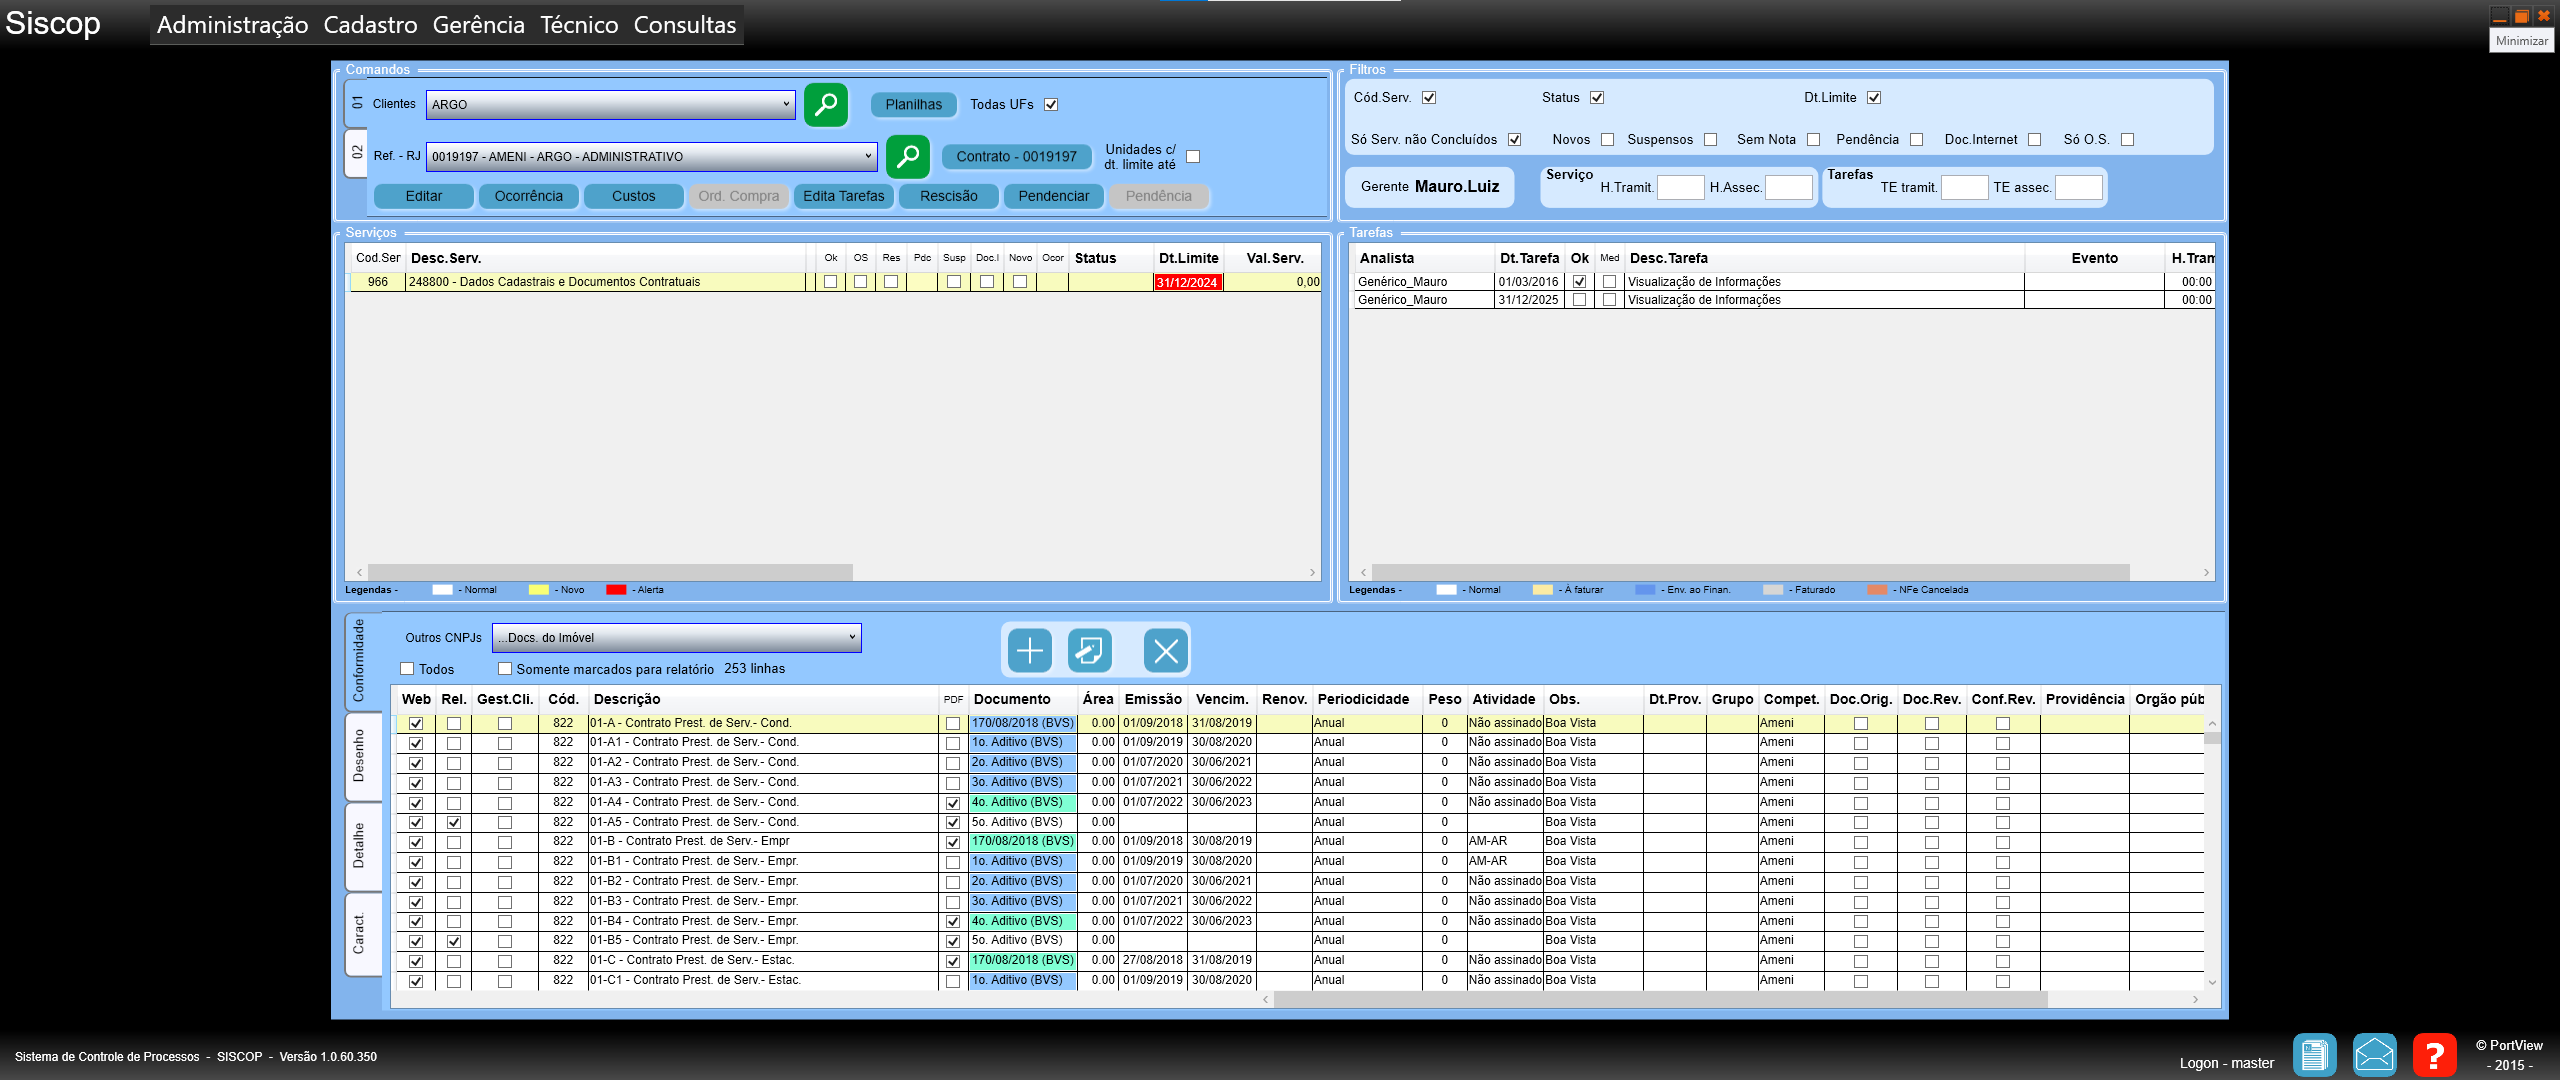 Siscop
Administração Cadastro Gerência Técnico Consultas
Minimizar
Comandos
01
02
Clientes ARGO Planilhas Todas UFs
Ref. - RJ 0019197 - AMENI - ARGO - ADMINISTRATIVO Contrato - 0019197 Unidades c/ dt. limite até
Editar Ocorrência Custos Ord. Compra Edita Tarefas Rescisão Pendenciar Pendência
Filtros
Cód.Serv. Status Dt.Limite
Só Serv. não Concluídos Novos Suspensos Sem Nota Pendência Doc.Internet Só O.S.
Gerente Mauro.Luiz Serviço H.Tramit. H.Assec. Tarefas TE tramit. TE assec.
Serviços
Cod.Ser Desc.Serv. Ok OS Res Pdc Susp Doc.I Novo Ocor Status Dt.Limite Val.Serv.
966 248800 - Dados Cadastrais e Documentos Contratuais 31/12/2024 0,00
Legendas - - Normal - Novo - Alerta
Tarefas
Analista Dt.Tarefa Ok Med Desc.Tarefa Evento H.Tram
Genérico_Mauro 01/03/2016 Visualização de Informações 00:00
Genérico_Mauro 31/12/2025 Visualização de Informações 00:00
Legendas - - Normal - À faturar - Env. ao Finan. - Faturado - NFe Cancelada
Conformidade
Desenho
Detalhe
Caract.
Outros CNPJs ...Docs. do Imóvel
Todos Somente marcados para relatório 253 linhas
Web Rel. Gest.Cli. Cód. Descrição PDF Documento Área Emissão Vencim. Renov. Periodicidade Peso Atividade Obs. Dt.Prov. Grupo Compet. Doc.Orig. Doc.Rev. Conf.Rev. Providência Orgão púb
822 01-A - Contrato Prest. de Serv.- Cond. 170/08/2018 (BVS) 0.00 01/09/2018 31/08/2019 Anual 0 Não assinado Boa Vista Ameni
822 01-A1 - Contrato Prest. de Serv.- Cond. 1o. Aditivo (BVS) 0.00 01/09/2019 30/08/2020 Anual 0 Não assinado Boa Vista Ameni
822 01-A2 - Contrato Prest. de Serv.- Cond. 2o. Aditivo (BVS) 0.00 01/07/2020 30/06/2021 Anual 0 Não assinado Boa Vista Ameni
822 01-A3 - Contrato Prest. de Serv.- Cond. 3o. Aditivo (BVS) 0.00 01/07/2021 30/06/2022 Anual 0 Não assinado Boa Vista Ameni
822 01-A4 - Contrato Prest. de Serv.- Cond. 4o. Aditivo (BVS) 0.00 01/07/2022 30/06/2023 Anual 0 Não assinado Boa Vista Ameni
822 01-A5 - Contrato Prest. de Serv.- Cond. 5o. Aditivo (BVS) 0.00 Anual 0 Boa Vista Ameni
822 01-B - Contrato Prest. de Serv.- Empr 170/08/2018 (BVS) 0.00 01/09/2018 30/08/2019 Anual 0 AM-AR Boa Vista Ameni
822 01-B1 - Contrato Prest. de Serv.- Empr. 1o. Aditivo (BVS) 0.00 01/09/2019 30/08/2020 Anual 0 AM-AR Boa Vista Ameni
822 01-B2 - Contrato Prest. de Serv.- Empr. 2o. Aditivo (BVS) 0.00 01/07/2020 30/06/2021 Anual 0 Não assinado Boa Vista Ameni
822 01-B3 - Contrato Prest. de Serv.- Empr. 3o. Aditivo (BVS) 0.00 01/07/2021 30/06/2022 Anual 0 Não assinado Boa Vista Ameni
822 01-B4 - Contrato Prest. de Serv.- Empr. 4o. Aditivo (BVS) 0.00 01/07/2022 30/06/2023 Anual 0 Não assinado Boa Vista Ameni
822 01-B5 - Contrato Prest. de Serv.- Empr. 5o. Aditivo (BVS) 0.00 Anual 0 Boa Vista Ameni
822 01-C - Contrato Prest. de Serv.- Estac. 170/08/2018 (BVS) 0.00 27/08/2018 31/08/2019 Anual 0 Não assinado Boa Vista Ameni
822 01-C1 - Contrato Prest. de Serv.- Estac. 1o. Aditivo (BVS) 0.00 01/09/2019 30/08/2020 Anual 0 Não assinado Boa Vista Ameni
Sistema de Controle de Processos - SISCOP - Versão 1.0.60.350
Logon - master
?
© PortView
- 2015 -